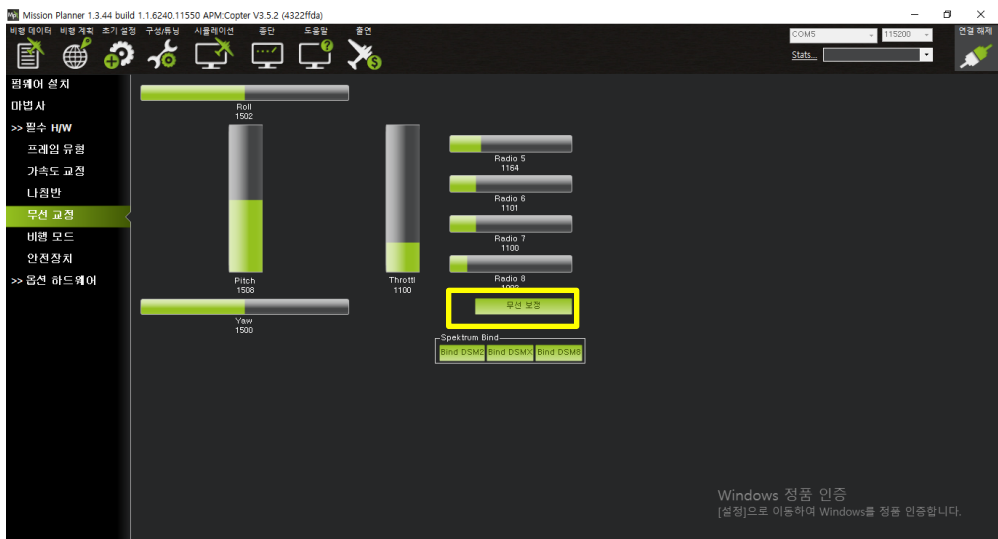 Mission Planner 1.3.44 build 1.1.6240.11550 APM:Copter V3.5.2 (4322ffda)
비행 데이터 비행 계획 초기 설정 구성/튜닝 시뮬레이션 중단 도움말 출연
COM5 115200 연결 해제
Stats...
펌웨어 설치
마법사
>> 필수 H/W
프레임 유형
가속도 교정
나침반
무선 교정
비행 모드
안전장치
>> 옵션 하드웨어
Roll
1502
Pitch
1508
Throttl
1100
Yaw
1500
Radio 5
1164
Radio 6
1101
Radio 7
1100
Radio 8
무선 보정
Spektrum Bind
Bind DSM2 Bind DSMX Bind DSM8
Windows 정품 인증
[설정]으로 이동하여 Windows를 정품 인증합니다.